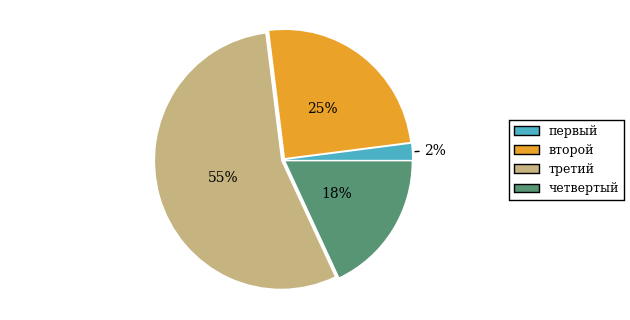 25%
2%
55%
18%
первый
второй
третий
четвертый